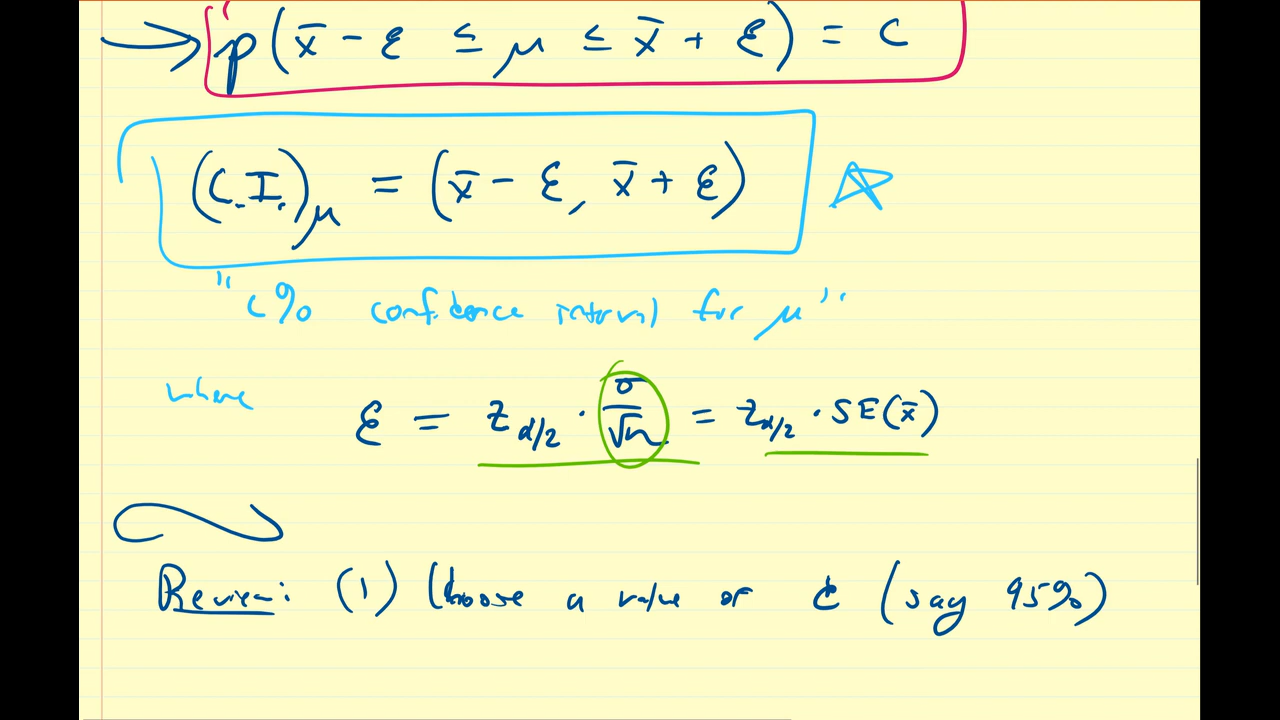 p(x̄ - ε ≤ μ ≤ x̄ + ε) = c
(C.I.)μ = (x̄ - ε, x̄ + ε)
"c% confidence interval for μ"
where
ε = z_{α/2} · σ/√n = z_{α/2} · SE(x̄)
Review: (1) Choose a value of c (say 95%)